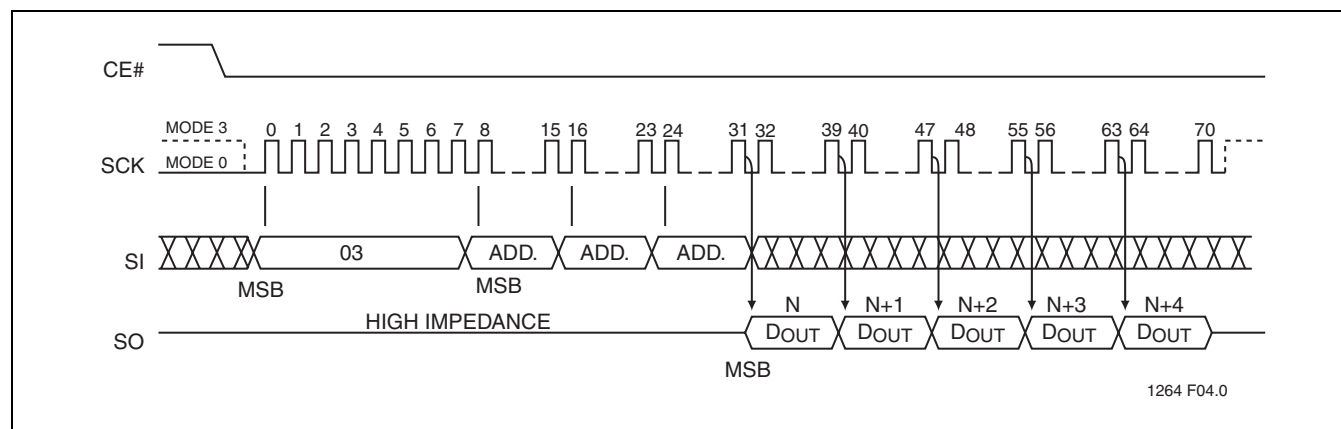 CE#
MODE 3
0 1 2 3 4 5 6 7 8 15 16 23 24 31 32 39 40 47 48 55 56 63 64 70
SCK
MODE 0
SI
03
ADD.
ADD.
ADD.
MSB
MSB
N
N+1
N+2
N+3
N+4
HIGH IMPEDANCE
SO
DOUT
DOUT
DOUT
DOUT
DOUT
MSB
1264 F04.0